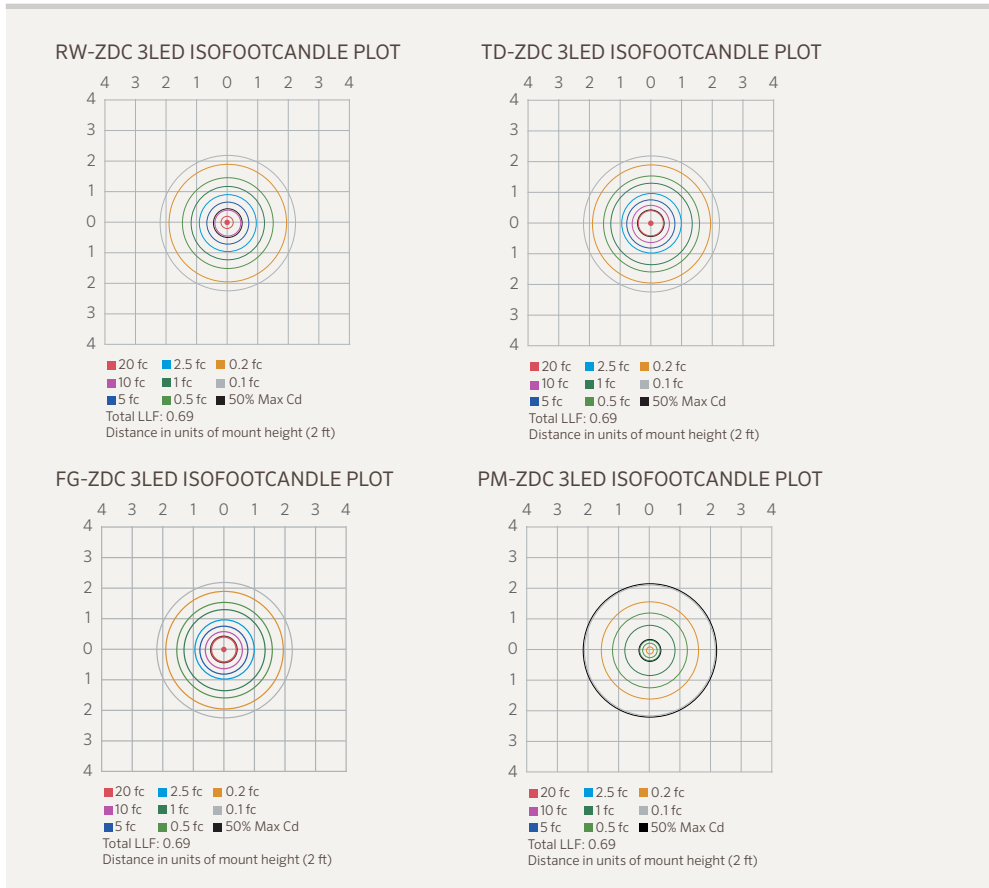 RW-ZDC 3LED ISOFOOTCANDLE PLOT
4 3 2 1 0 1 2 3 4
4
3
2
1
0
1
2
3
4
20 fc 2.5 fc 0.2 fc
10 fc 1 fc 0.1 fc
5 fc 0.5 fc 50% Max Cd
Total LLF: 0.69
Distance in units of mount height (2 ft)
TD-ZDC 3LED ISOFOOTCANDLE PLOT
4 3 2 1 0 1 2 3 4
4
3
2
1
0
1
2
3
4
20 fc 2.5 fc 0.2 fc
10 fc 1 fc 0.1 fc
5 fc 0.5 fc 50% Max Cd
Total LLF: 0.69
Distance in units of mount height (2 ft)
FG-ZDC 3LED ISOFOOTCANDLE PLOT
4 3 2 1 0 1 2 3 4
4
3
2
1
0
1
2
3
4
20 fc 2.5 fc 0.2 fc
10 fc 1 fc 0.1 fc
5 fc 0.5 fc 50% Max Cd
Total LLF: 0.69
Distance in units of mount height (2 ft)
PM-ZDC 3LED ISOFOOTCANDLE PLOT
4 3 2 1 0 1 2 3 4
4
3
2
1
0
1
2
3
4
20 fc 2.5 fc 0.2 fc
10 fc 1 fc 0.1 fc
5 fc 0.5 fc 50% Max Cd
Total LLF: 0.69
Distance in units of mount height (2 ft)